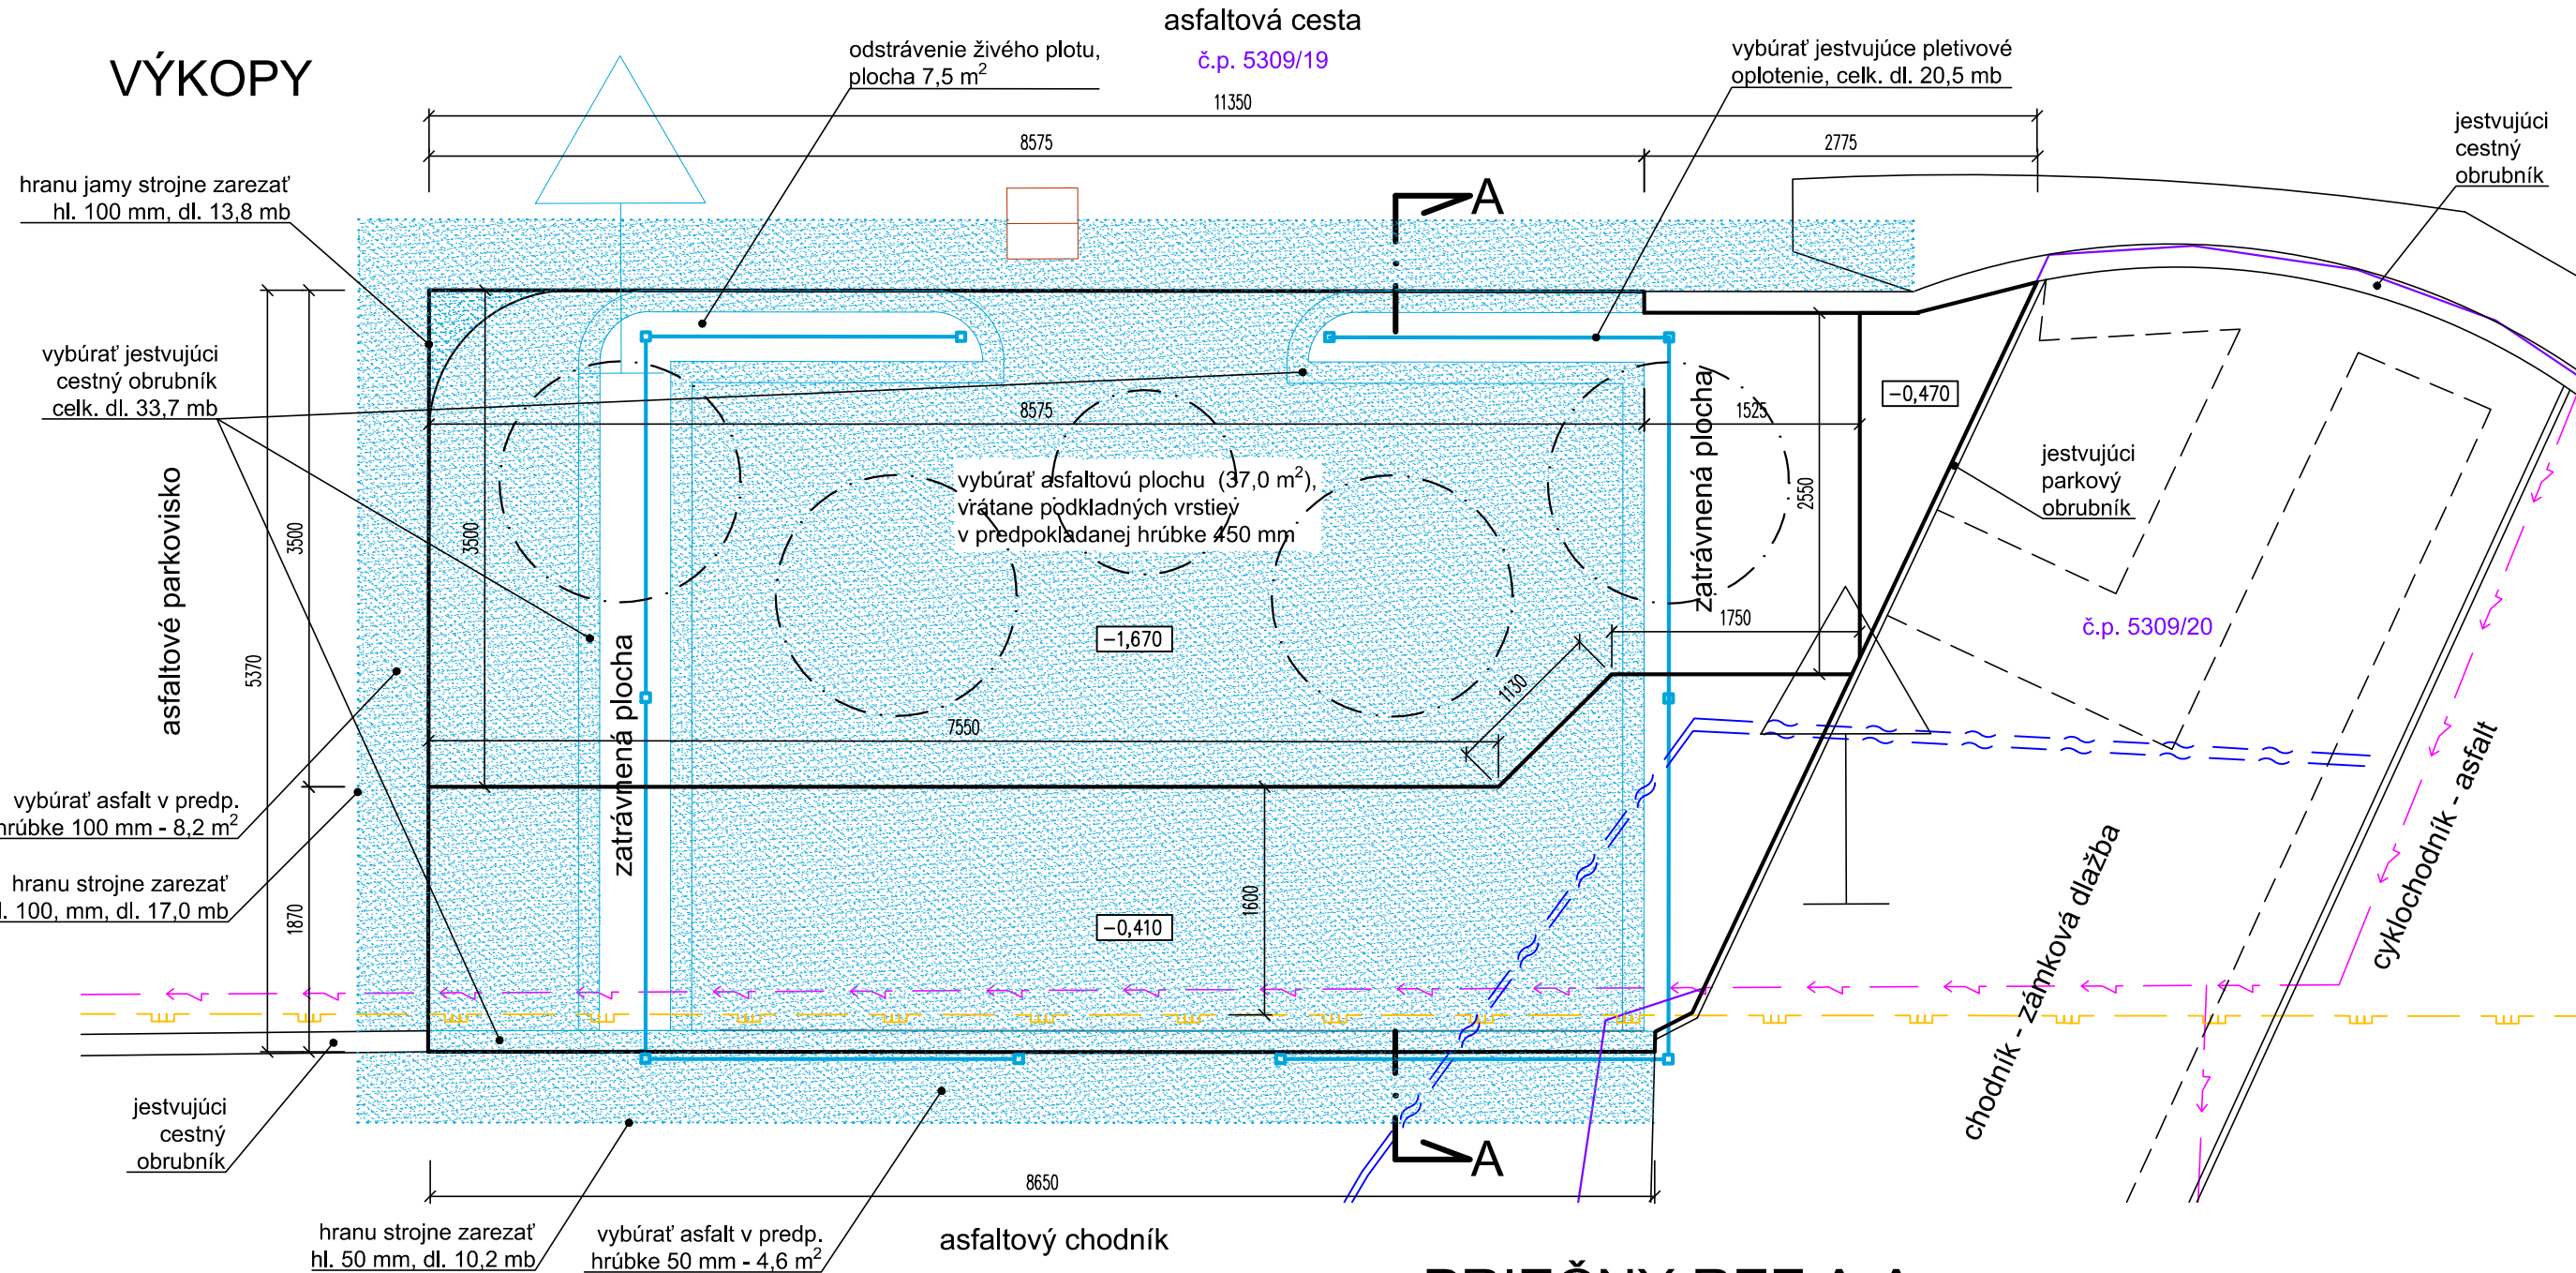 asfaltová cesta
č.p. 5309/19
VÝKOPY
odstrávenie živého plotu,
plocha 7,5 m²
vybúrať jestvujúce pletivové
oplotenie, celk. dl. 20,5 mb
11350
8575
2775
jestvujúci
cestný
obrubník
hranu jamy strojne zarezať
hl. 100 mm, dl. 13,8 mb
A
vybúrať jestvujúci
cestný obrubník
celk. dl. 33,7 mb
8575
1525
zatrávnená plocha
-0,470
jestvujúci
parkový
obrubník
asfaltové parkovisko
5370
3500
3500
vybúrať asfaltovú plochu (37,0 m²),
vrátane podkladných vrstiev
v predpokladanej hrúbke 450 mm
2550
-1,670
1750
1130
č.p. 5309/20
zatrávnená plocha
7550
vybúrať asfalt v predp.
hrúbke 100 mm - 8,2 m²
hranu strojne zarezať
100, mm, dl. 17,0 mb
1870
1600
-0,410
chodník - zámková dlažba
cyklochodník - asfalt
jestvujúci
cestný
obrubník
A
8650
hranu strojne zarezať
hl. 50 mm, dl. 10,2 mb
vybúrať asfalt v predp.
hrúbke 50 mm - 4,6 m²
asfaltový chodník